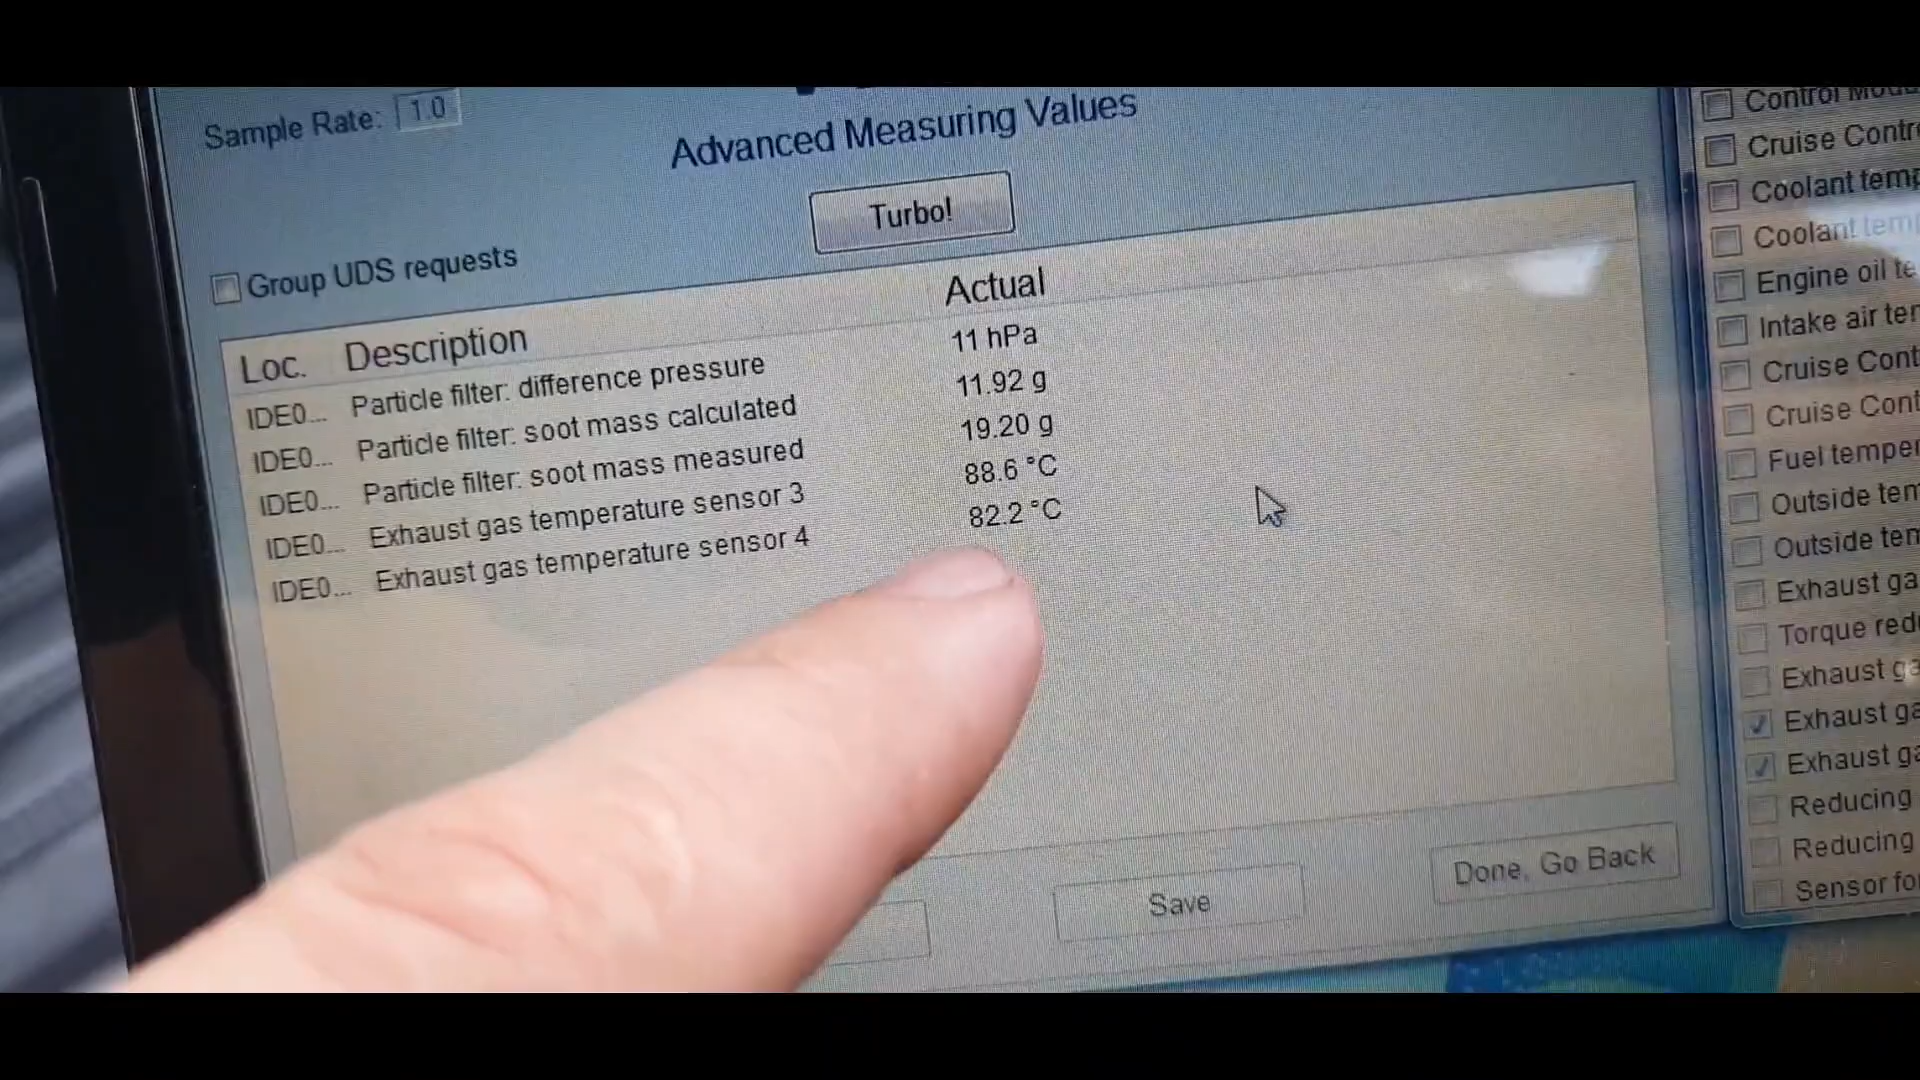 Sample Rate: 1.0
Advanced Measuring Values
Turbo!
Group UDS requests
Loc. Description Actual
IDE0... Particle filter: difference pressure 11 hPa
IDE0... Particle filter: soot mass calculated 11.92 g
IDE0... Particle filter: soot mass measured 19.20 g
IDE0... Exhaust gas temperature sensor 3 88.6 °C
IDE0... Exhaust gas temperature sensor 4 82.2 °C
Save
Done, Go Back
Control
Cruise Contr
Coolant temp
Coolant temp
Engine oil te
Intake air ter
Cruise Cont
Cruise Cont
Fuel temper
Outside tem
Outside tem
Exhaust ga
Torque red
Exhaust ga
Exhaust ga
Exhaust ga
Reducing
Reducing
Sensor fo